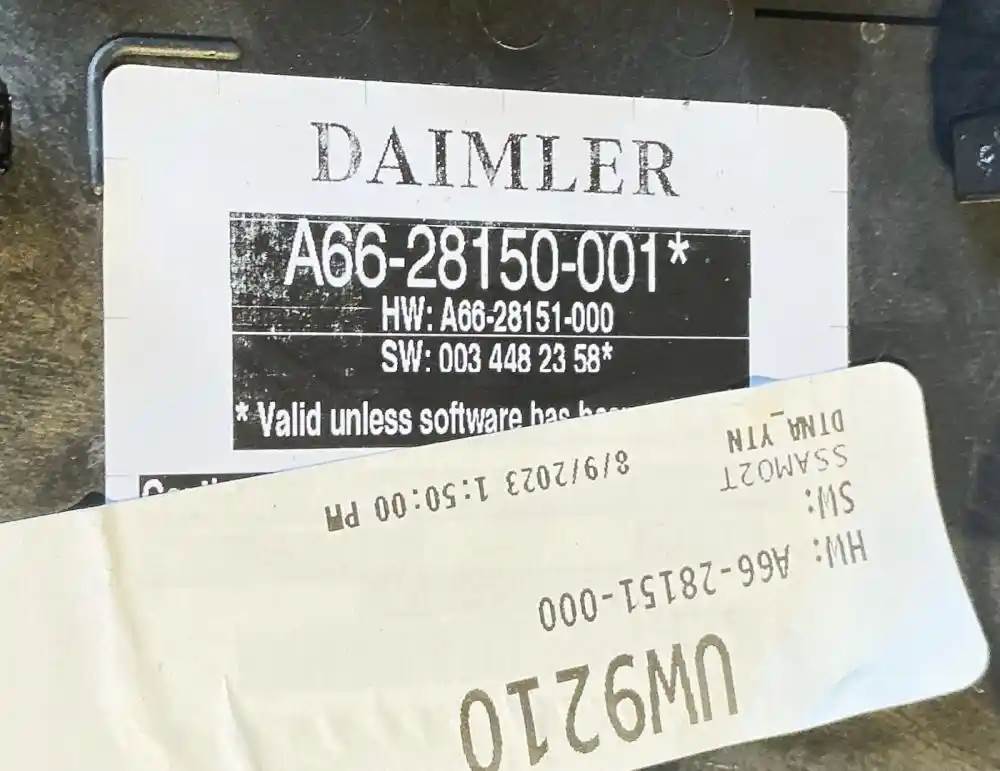 DAIMLER
A66-28150-001*
HW: A66-28151-000
SW: 003 448 23 58*
* Valid unless software has
UW9210
HW: A66-28151-000
SW:
SSAM02T
DTNA_YTN 8/9/2023 1:50:00 PM